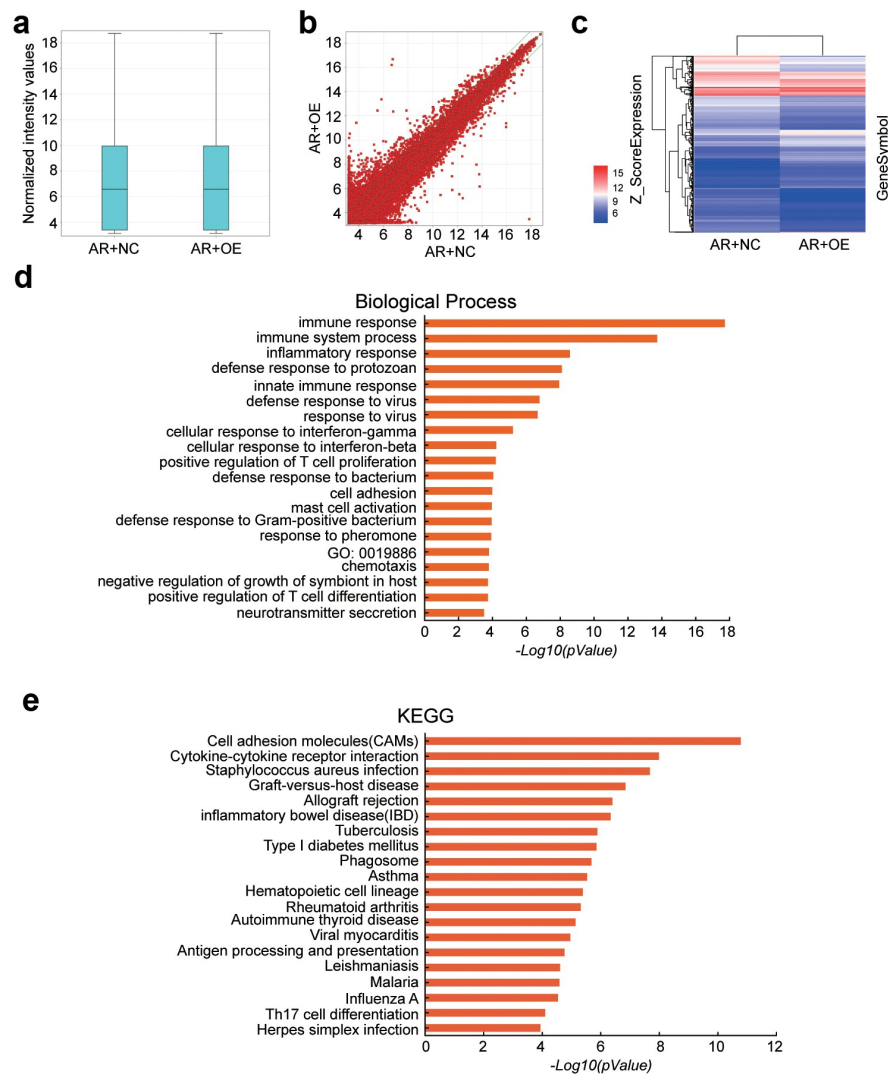 a
Normalized intensity values
18
16
14
12
10
8
6
4
AR+NC
AR+OE
b
AR+OE
18
16
14
12
10
8
6
4
4
6
8
10
12
14
16
18
AR+NC
c
15
12
9
6
Z_ScoreExpression
GeneSymbol
AR+NC
AR+OE
d
Biological Process
immune response
immune system process
inflammatory response
defense response to protozoan
innate immune response
defense response to virus
response to virus
cellular response to interferon-gamma
cellular response to interferon-beta
positive regulation of T cell proliferation
defense response to bacterium
cell adhesion
mast cell activation
defense response to Gram-positive bacterium
response to pheromone
GO: 0019886
chemotaxis
negative regulation of growth of symbiont in host
positive regulation of T cell differentiation
neurotransmitter seccretion
0 2 4 6 8 10 12 14 16 18
-Log10(pValue)
e
KEGG
Cell adhesion molecules(CAMs)
Cytokine-cytokine receptor interaction
Staphylococcus aureus infection
Graft-versus-host disease
Allograft rejection
inflammatory bowel disease(IBD)
Tuberculosis
Type I diabetes mellitus
Phagosome
Asthma
Hematopoietic cell lineage
Rheumatoid arthritis
Autoimmune thyroid disease
Viral myocarditis
Antigen processing and presentation
Leishmaniasis
Malaria
Influenza A
Th17 cell differentiation
Herpes simplex infection
0 2 4 6 8 10 12
-Log10(pValue)